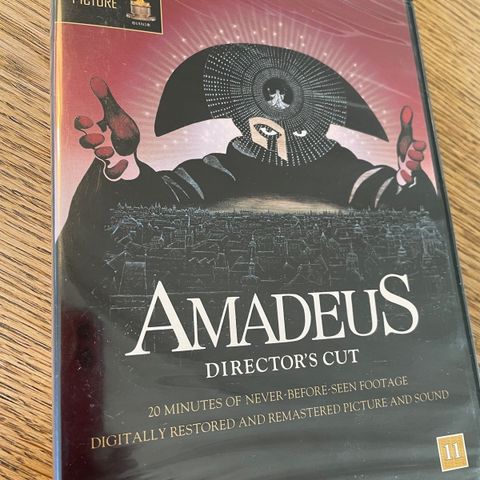 PICTURE
AMADEUS
DIRECTOR'S CUT
20 MINUTES OF NEVER-BEFORE-SEEN FOOTAGE
DIGITALLY RESTORED AND REMASTERED PICTURE AND SOUND
11